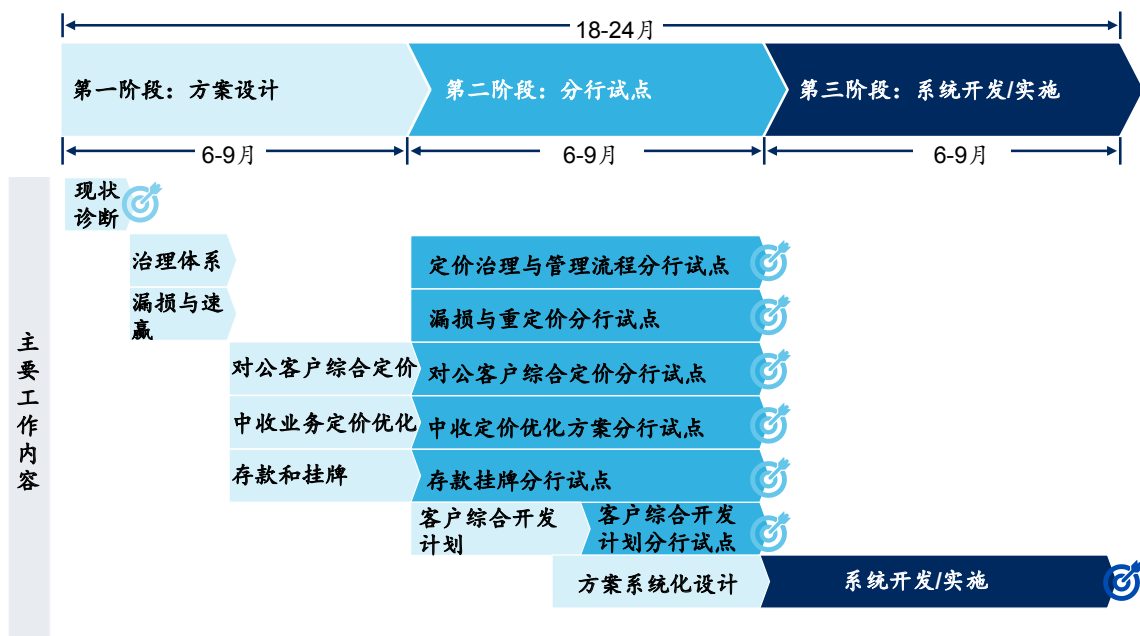 18-24月
第一阶段：方案设计
第二阶段：分行试点
第三阶段：系统开发/实施
6-9月
6-9月
6-9月
主要工作内容
现状
诊断
治理体系
定价治理与管理流程分行试点
漏损与速
赢
漏损与重定价分行试点
对公客户综合定价
对公客户综合定价分行试点
中收业务定价优化
中收定价优化方案分行试点
存款和挂牌
存款挂牌分行试点
客户综合开发
计划
客户综合开发
计划分行试点
方案系统化设计
系统开发/实施